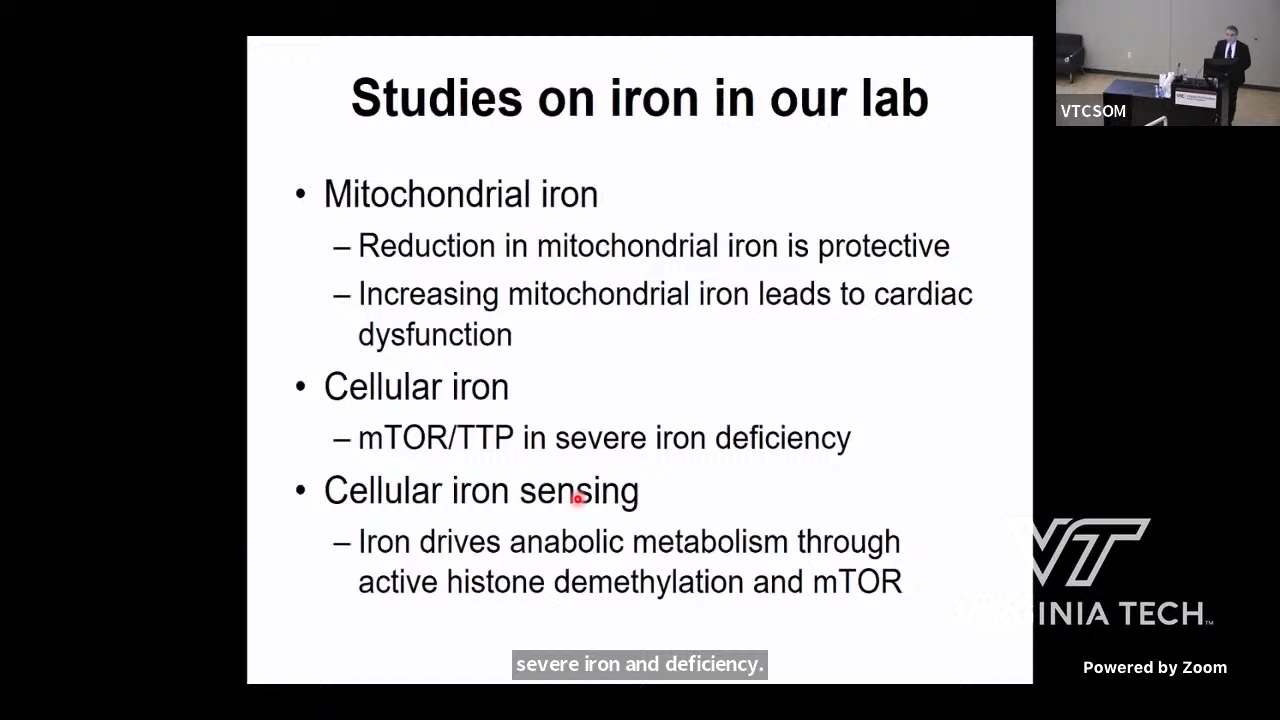 Studies on iron in our lab
• Mitochondrial iron
– Reduction in mitochondrial iron is protective
– Increasing mitochondrial iron leads to cardiac
dysfunction
• Cellular iron
– mTOR/TTP in severe iron deficiency
• Cellular iron sensing
– Iron drives anabolic metabolism through
active histone demethylation and mTOR
severe iron and deficiency.
VTCSOM
VT
VIRGINIA TECH™
Powered by Zoom